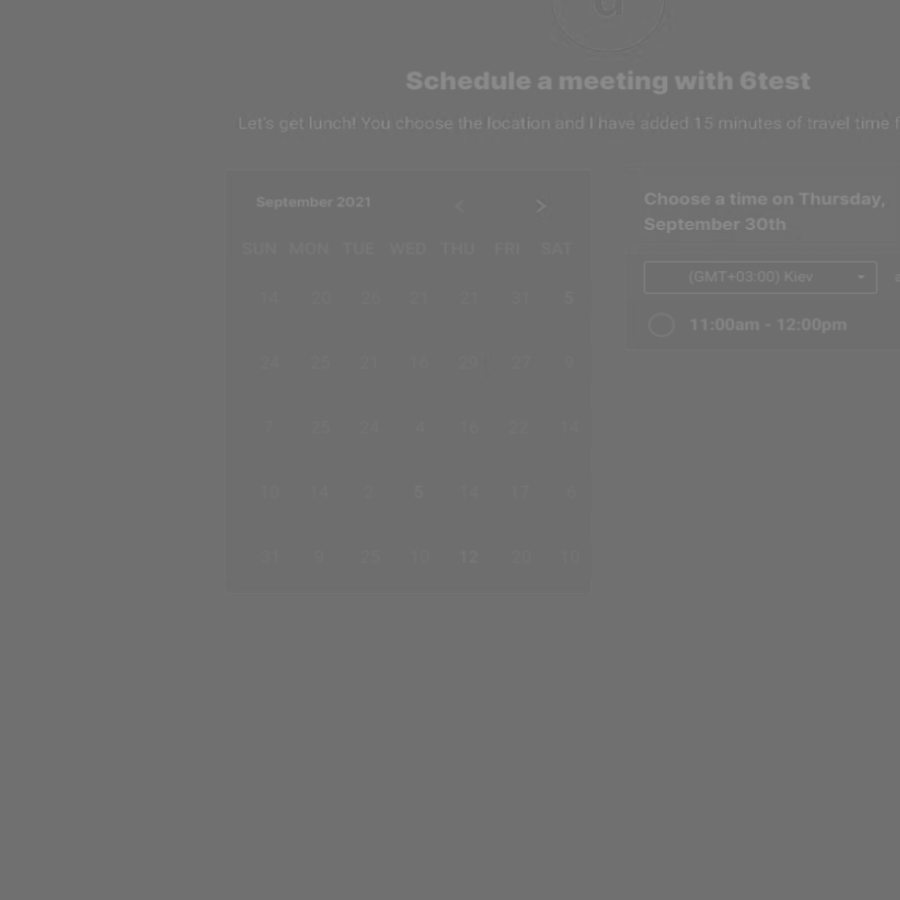 Schedule a meeting with 6test
Let's get lunch! You choose the location and I have added 15 minutes of travel time f
September 2021 < >
SUN MON TUE WED THU FRI SAT
14 20 26 21 21 31 5
24 25 21 16 29 27 9
7 25 24 4 16 22 14
10 14 2 5 14 17 6
31 9 25 10 12 20 10
Choose a time on Thursday,
September 30th
(GMT+03:00) Kiev
11:00am - 12:00pm